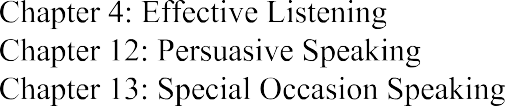 Chapter 4: Effective Listening
Chapter 12: Persuasive Speaking
Chapter 13: Special Occasion Speaking